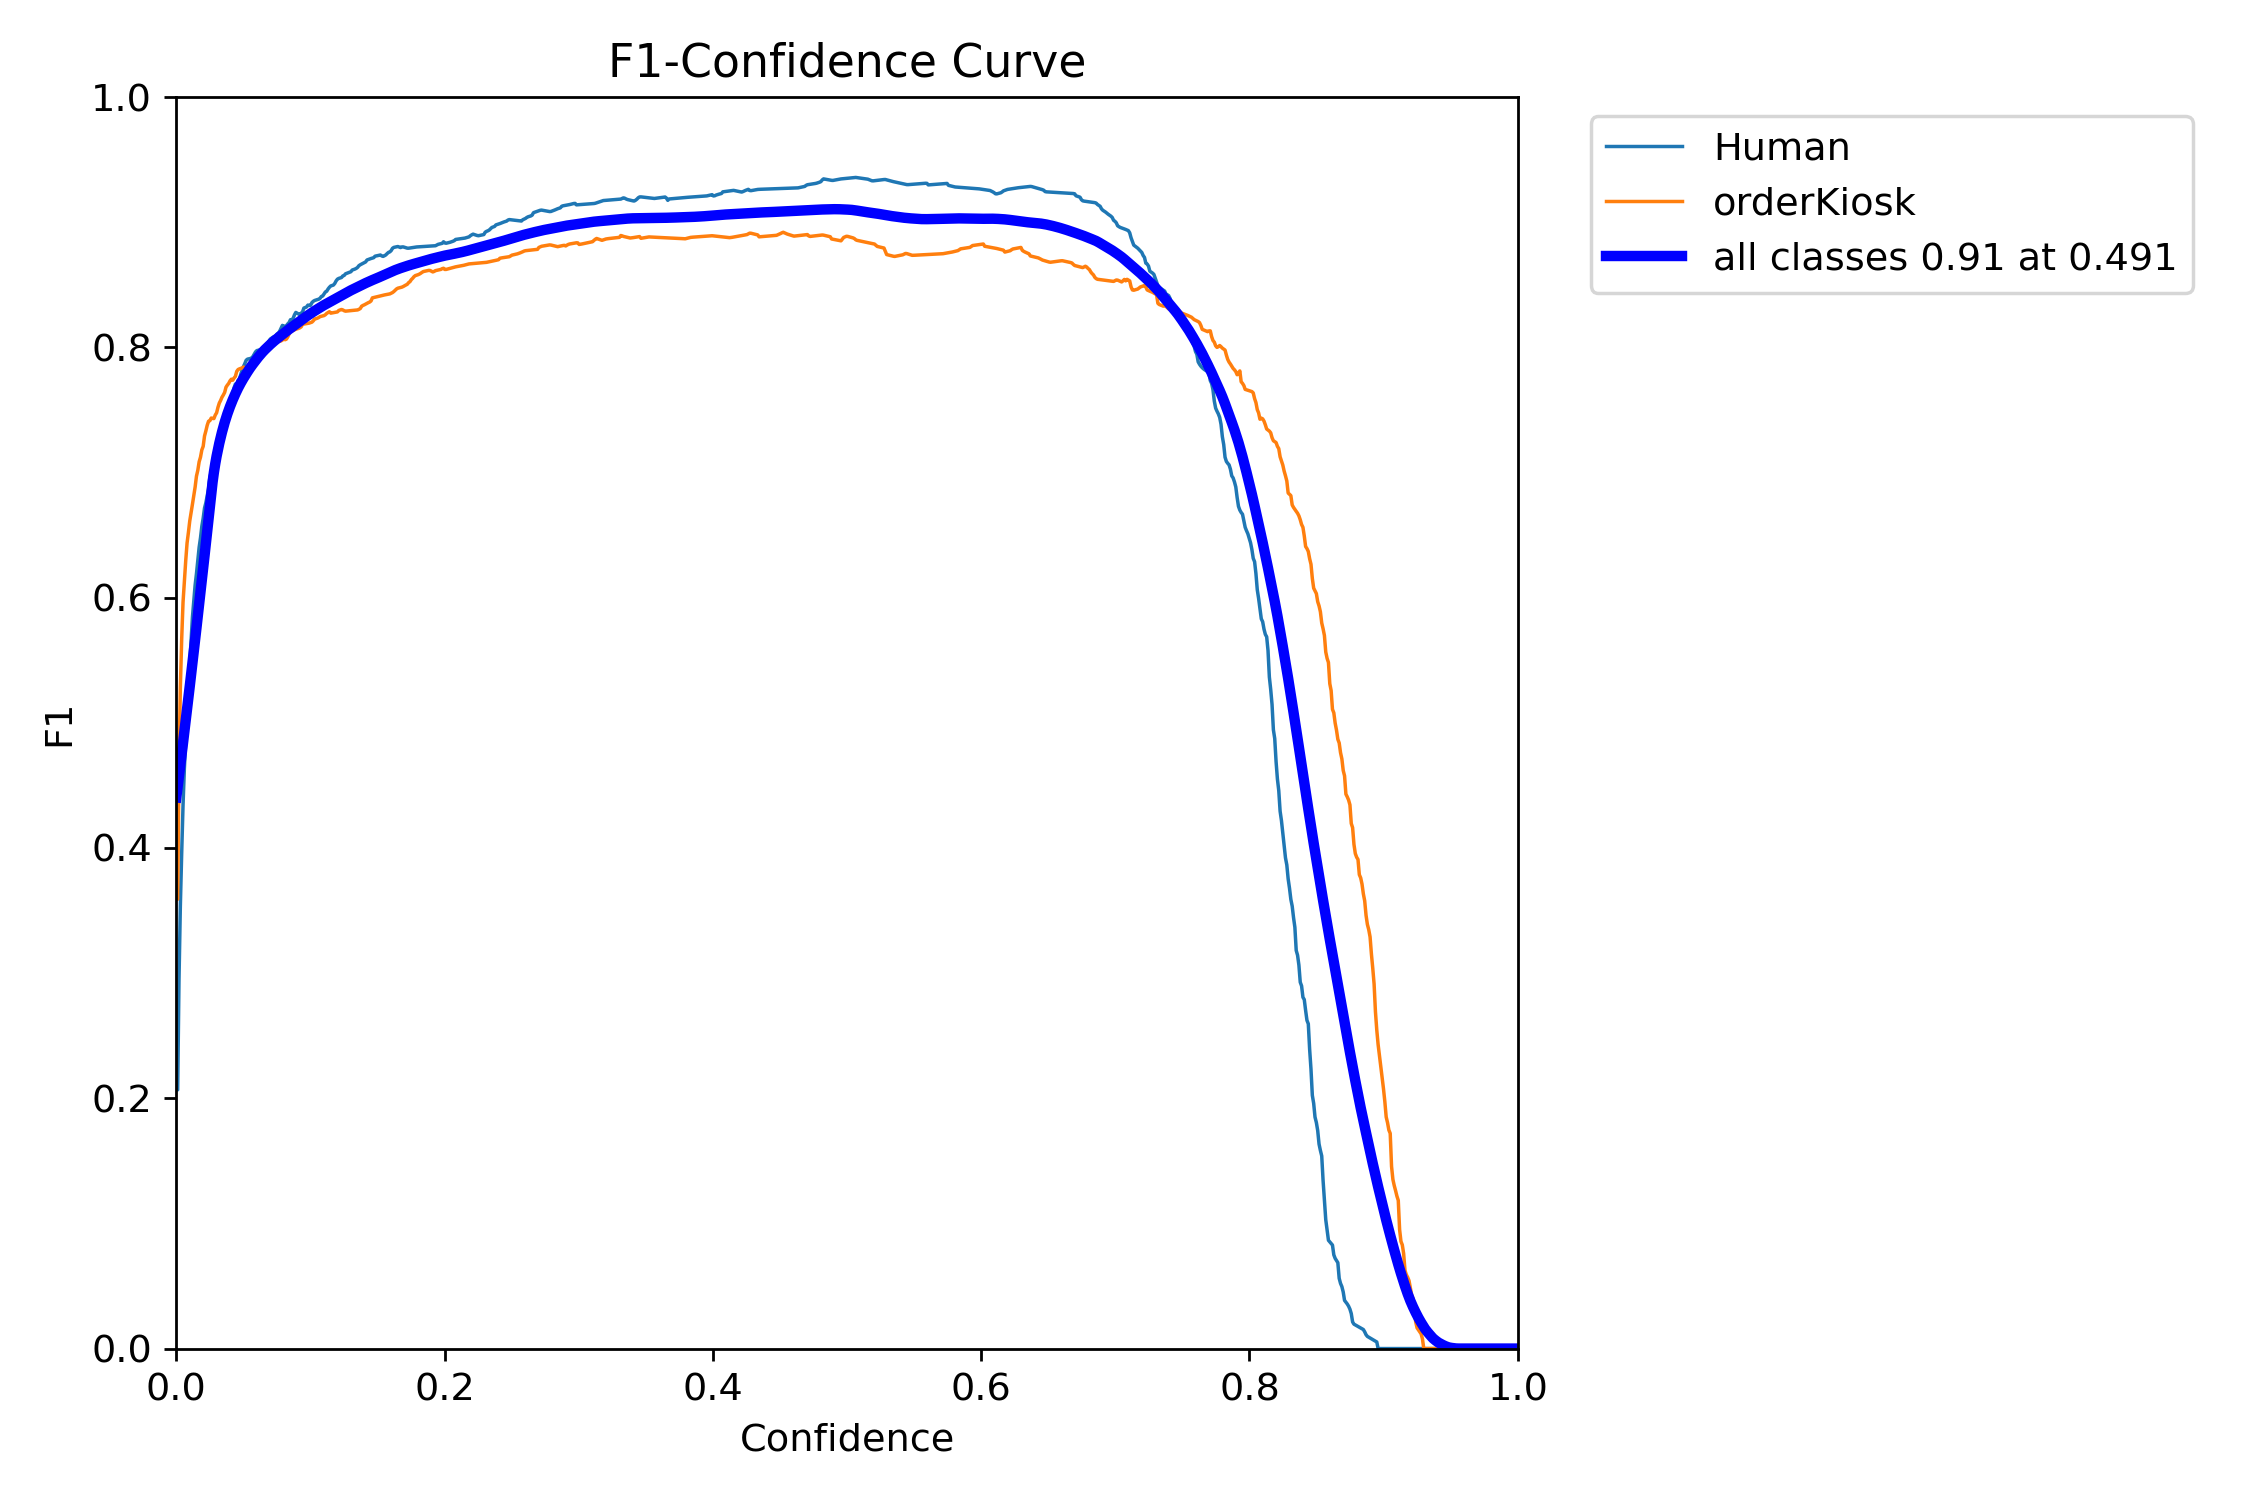 F1-Confidence Curve
1.0
0.8
0.6
0.4
0.2
0.0
F1
0.0 0.2 0.4 0.6 0.8 1.0
Confidence
Human
orderKiosk
all classes 0.91 at 0.491